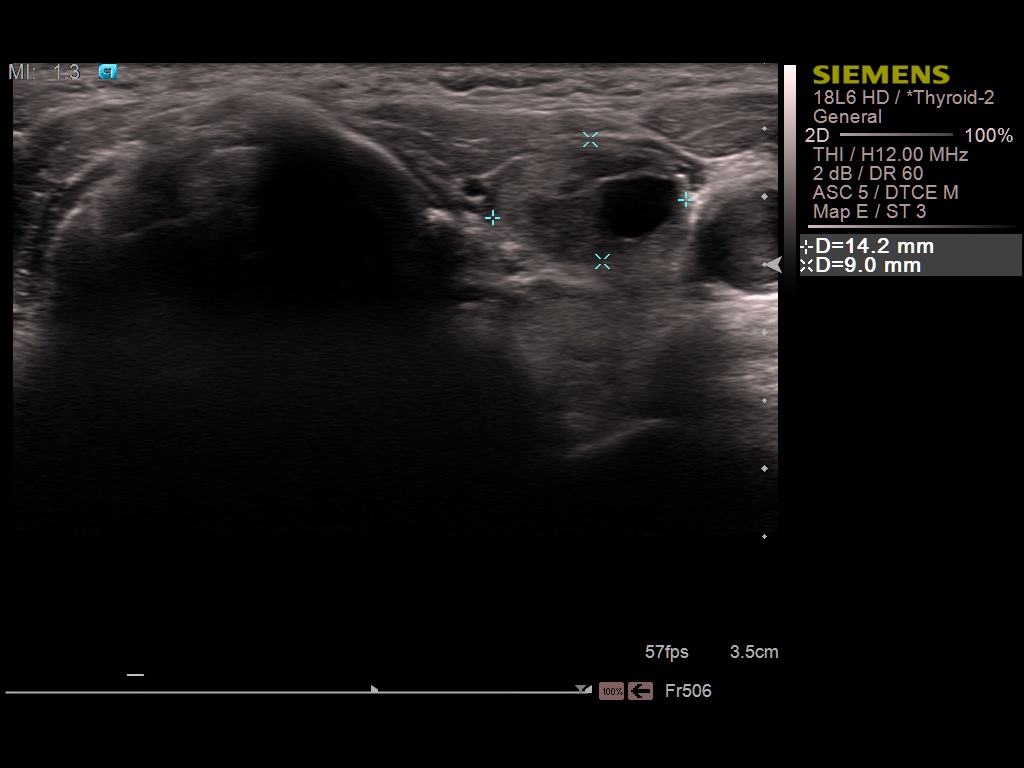 MI: 1.3
SIEMENS
18L6 HD / *Thyroid-2
General
2D 100%
THI / H12.00 MHz
2 dB / DR 60
ASC 5 / DTCE M
Map E / ST 3
D=14.2 mm
D=9.0 mm
57fps 3.5cm
100% Fr506